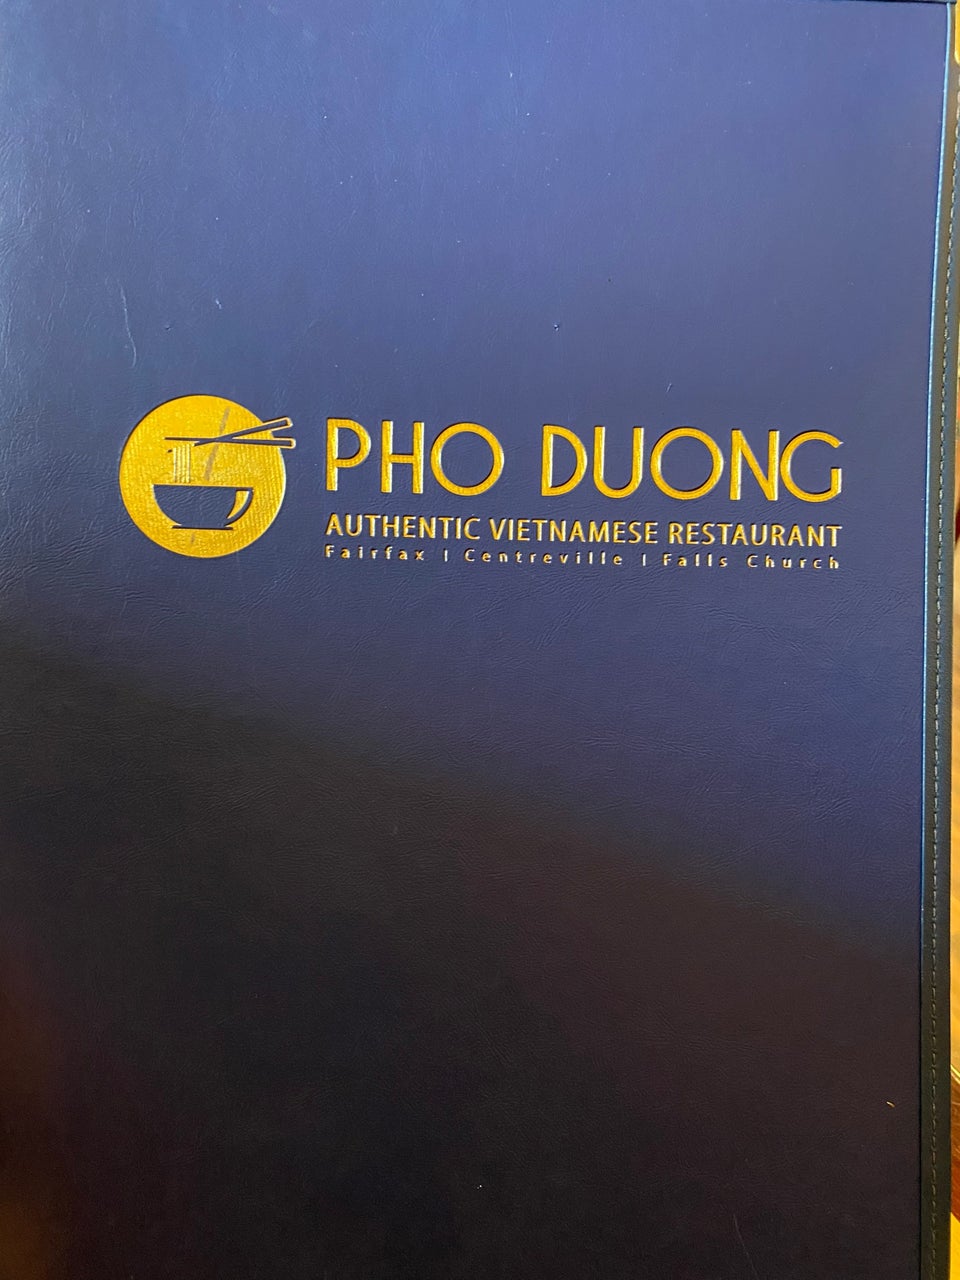 PHO DUONG
AUTHENTIC VIETNAMESE RESTAURANT
Fairfax | Centreville | Falls Church